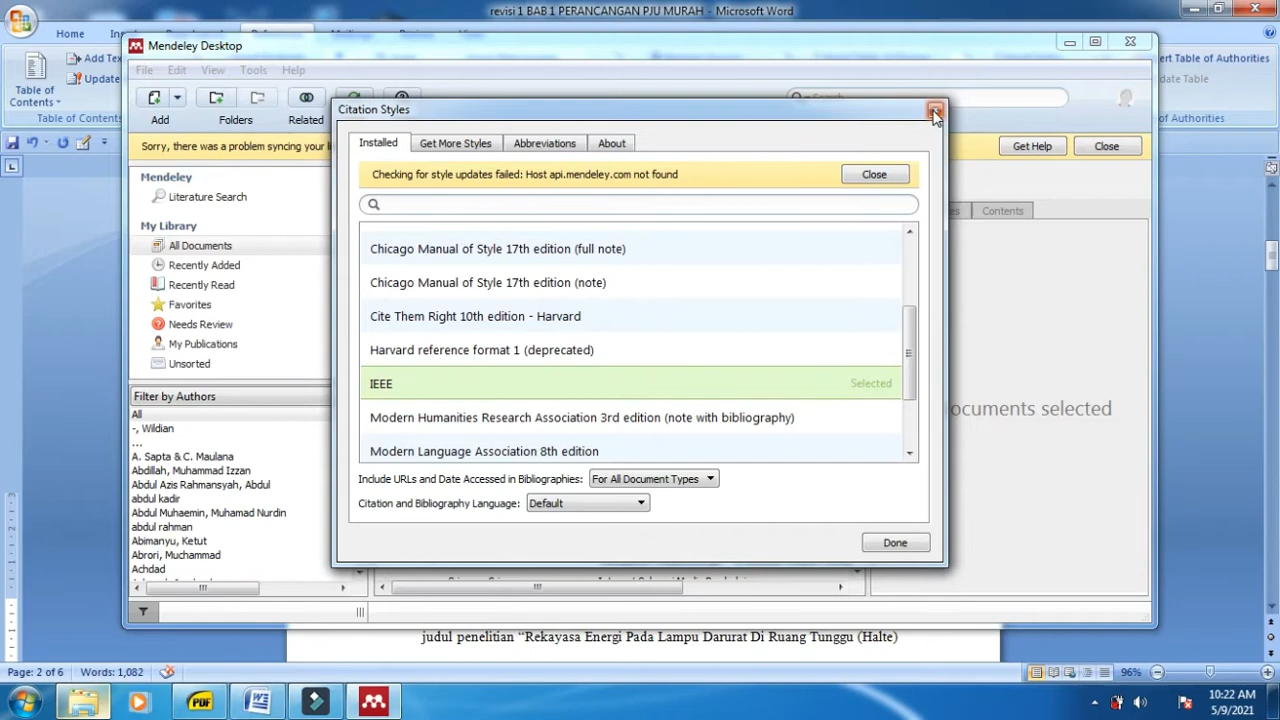 revisi 1 BAB 1 PERANCANGAN PJU MURAH - Microsoft Word
Home
Mendeley Desktop
Add Tex
Update
Table of Contents
Table of Conte
ert Table of Authorities
date Table
of Authorities
File Edit View Tools Help
Add
Folders
Related
Sorry, there was a problem syncing your li
Get Help
Close
Mendeley
Literature Search
My Library
All Documents
Recently Added
Recently Read
Favorites
Needs Review
My Publications
Unsorted
Filter by Authors
All
-, Wildian
...
A. Sapta & C. Maulana
Abdillah, Muhammad Izzan
Abdul Azis Rahmansyah, Abdul
abdul kadir
Abdul Muhaemin, Muhamad Nurdin
abdul rahman
Abimanyu, Ketut
Abrori, Muchammad
Achdad
Citation Styles
Installed
Get More Styles
Abbreviations
About
Checking for style updates failed: Host api.mendeley.com not found
Close
Chicago Manual of Style 17th edition (full note)
Chicago Manual of Style 17th edition (note)
Cite Them Right 10th edition - Harvard
Harvard reference format 1 (deprecated)
IEEE
Selected
Modern Humanities Research Association 3rd edition (note with bibliography)
Modern Language Association 8th edition
Include URLs and Date Accessed in Bibliographies: For All Document Types
Citation and Bibliography Language: Default
Done
es
Contents
ocuments selected
judul penelitian “Rekayasa Energi Pada Lampu Darurat Di Ruang Tunggu (Halte)
Page: 2 of 6
Words: 1,082
96%
PDF
10:22 AM
5/9/2021